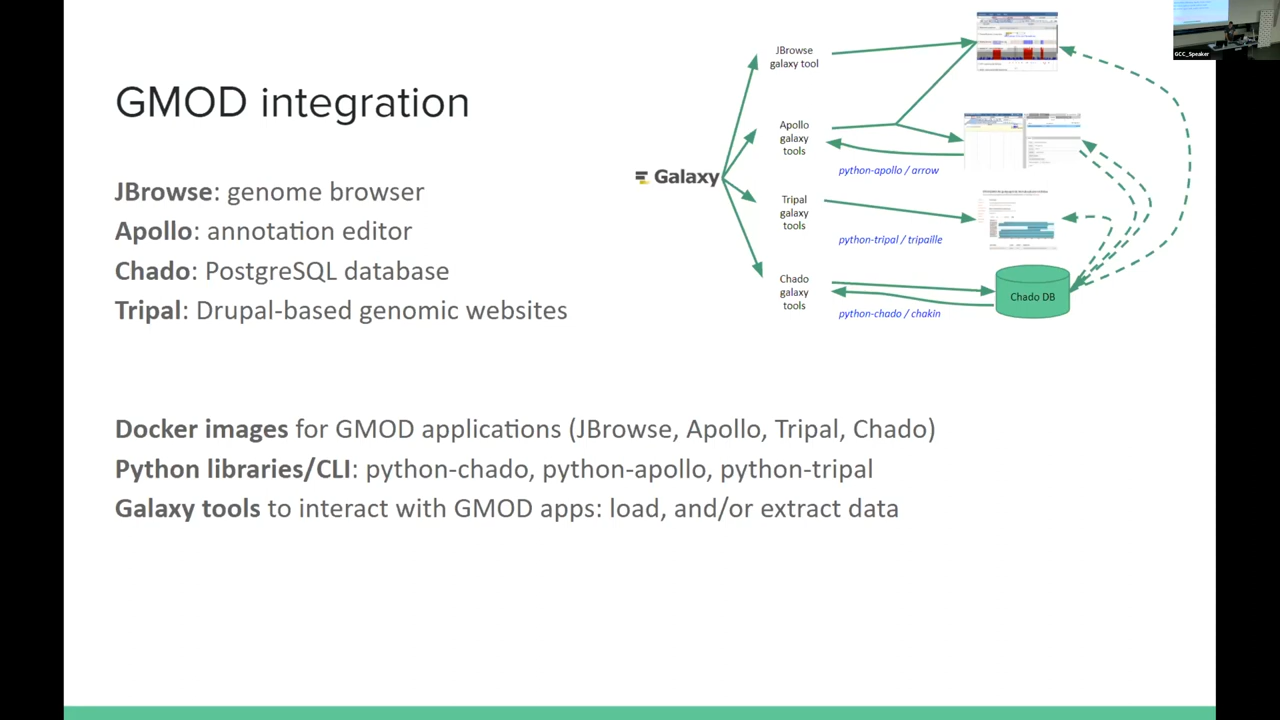 GMOD integration
JBrowse: genome browser
Apollo: annotation editor
Chado: PostgreSQL database
Tripal: Drupal-based genomic websites
Galaxy
JBrowse
galaxy tool
Apollo
galaxy
tools
python-apollo / arrow
Tripal
galaxy
tools
python-tripal / tripaille
Chado
galaxy
tools
python-chado / chakin
Chado DB
Docker images for GMOD applications (JBrowse, Apollo, Tripal, Chado)
Python libraries/CLI: python-chado, python-apollo, python-tripal
Galaxy tools to interact with GMOD apps: load, and/or extract data
GCC_Speaker